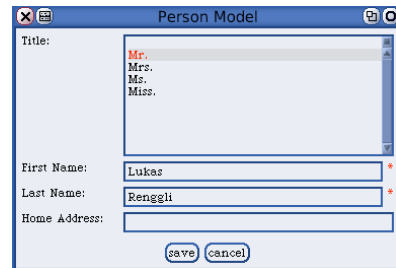 Person Model
Title:
Mr.
Mrs.
Ms.
Miss.
First Name: Lukas *
Last Name: Renggli *
Home Address:
save cancel